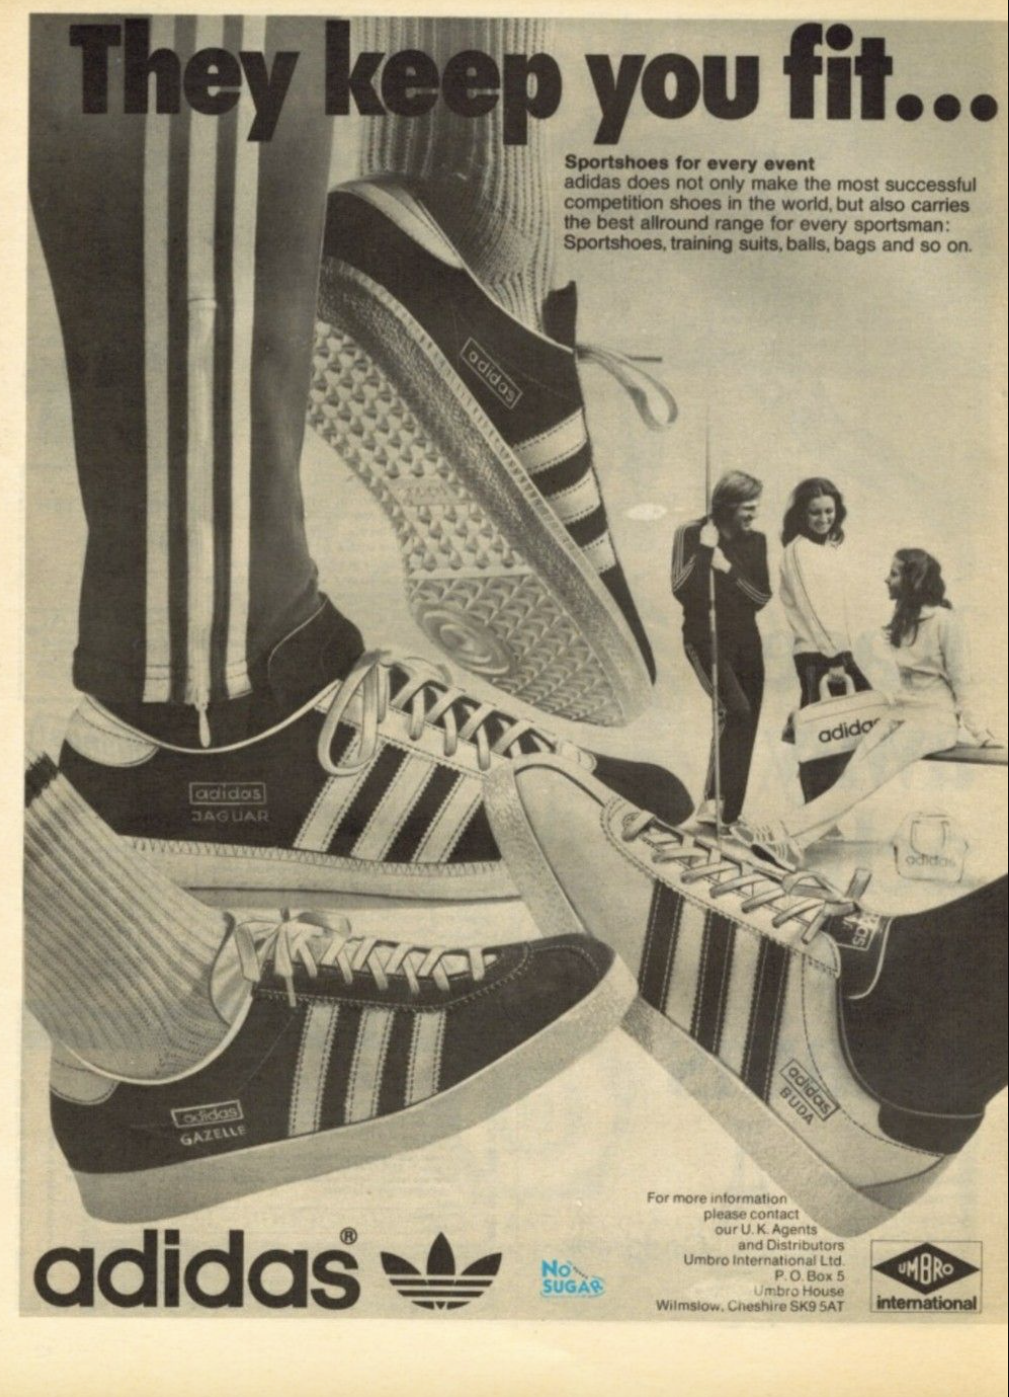 They keep you fit...
Sportshoes for every event
adidas does not only make the most successful
competition shoes in the world, but also carries
the best allround range for every sportsman:
Sportshoes, training suits, balls, bags and so on.
adidas
adidas
adidas
JAGUAR
adidas
adidas
GAZELLE
adidas
BUDA
For more information
please contact
our U.K. Agents
and Distributors
Umbro International Ltd.
P.O. Box 5
Umbro House
Wilmslow, Cheshire SK9 5AT
adidas®
No
SUGAR
UMBRO
international